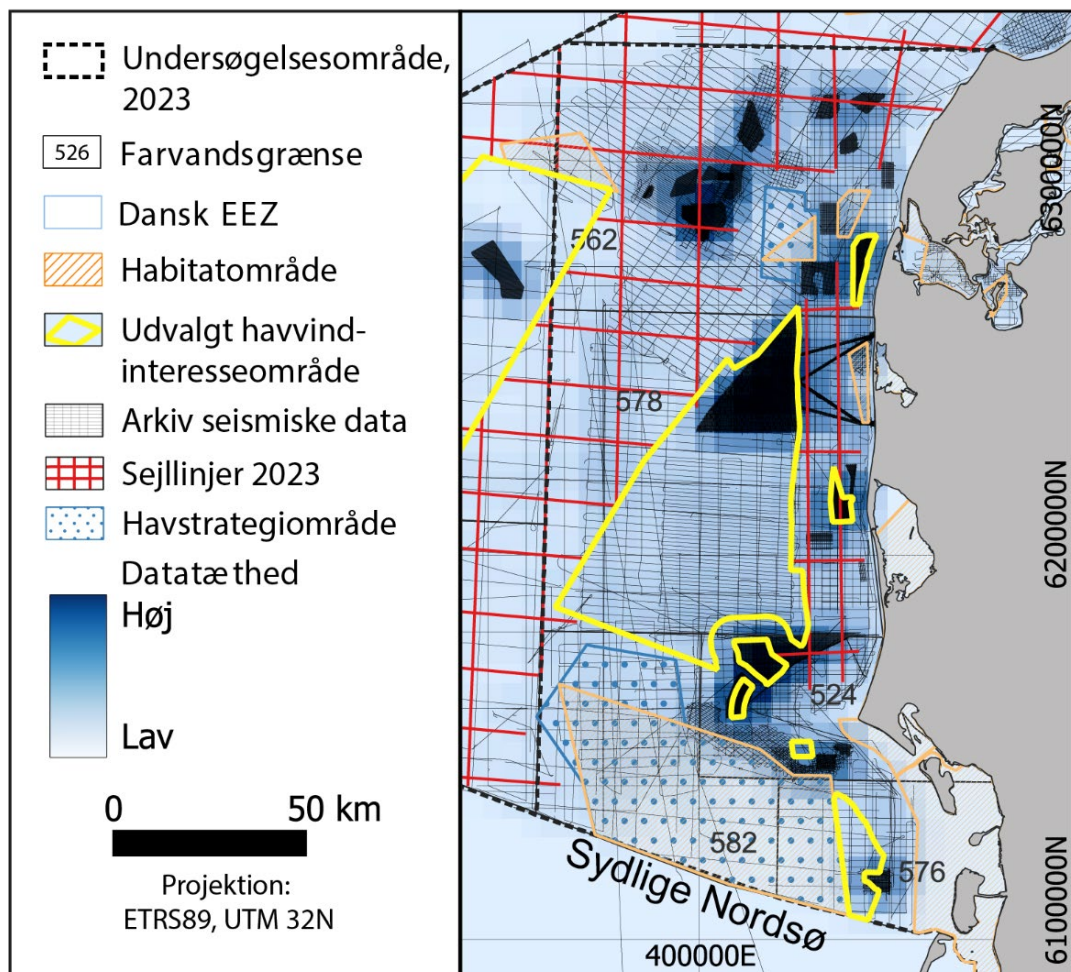 Undersøgelsesområde,
2023
526 Farvandsgrænse
Dansk EEZ
Habitatområde
Udvalgt havvind-
interesseområde
Arkiv seismiske data
Sejllinjer 2023
Havstrategiområde
Datatæthed
Høj
Lav
0 50 km
Projektion:
ETRS89, UTM 32N
6300000N
562
578
6200000N
524
582
576
Sydlige Nordsø
6100000N
400000E